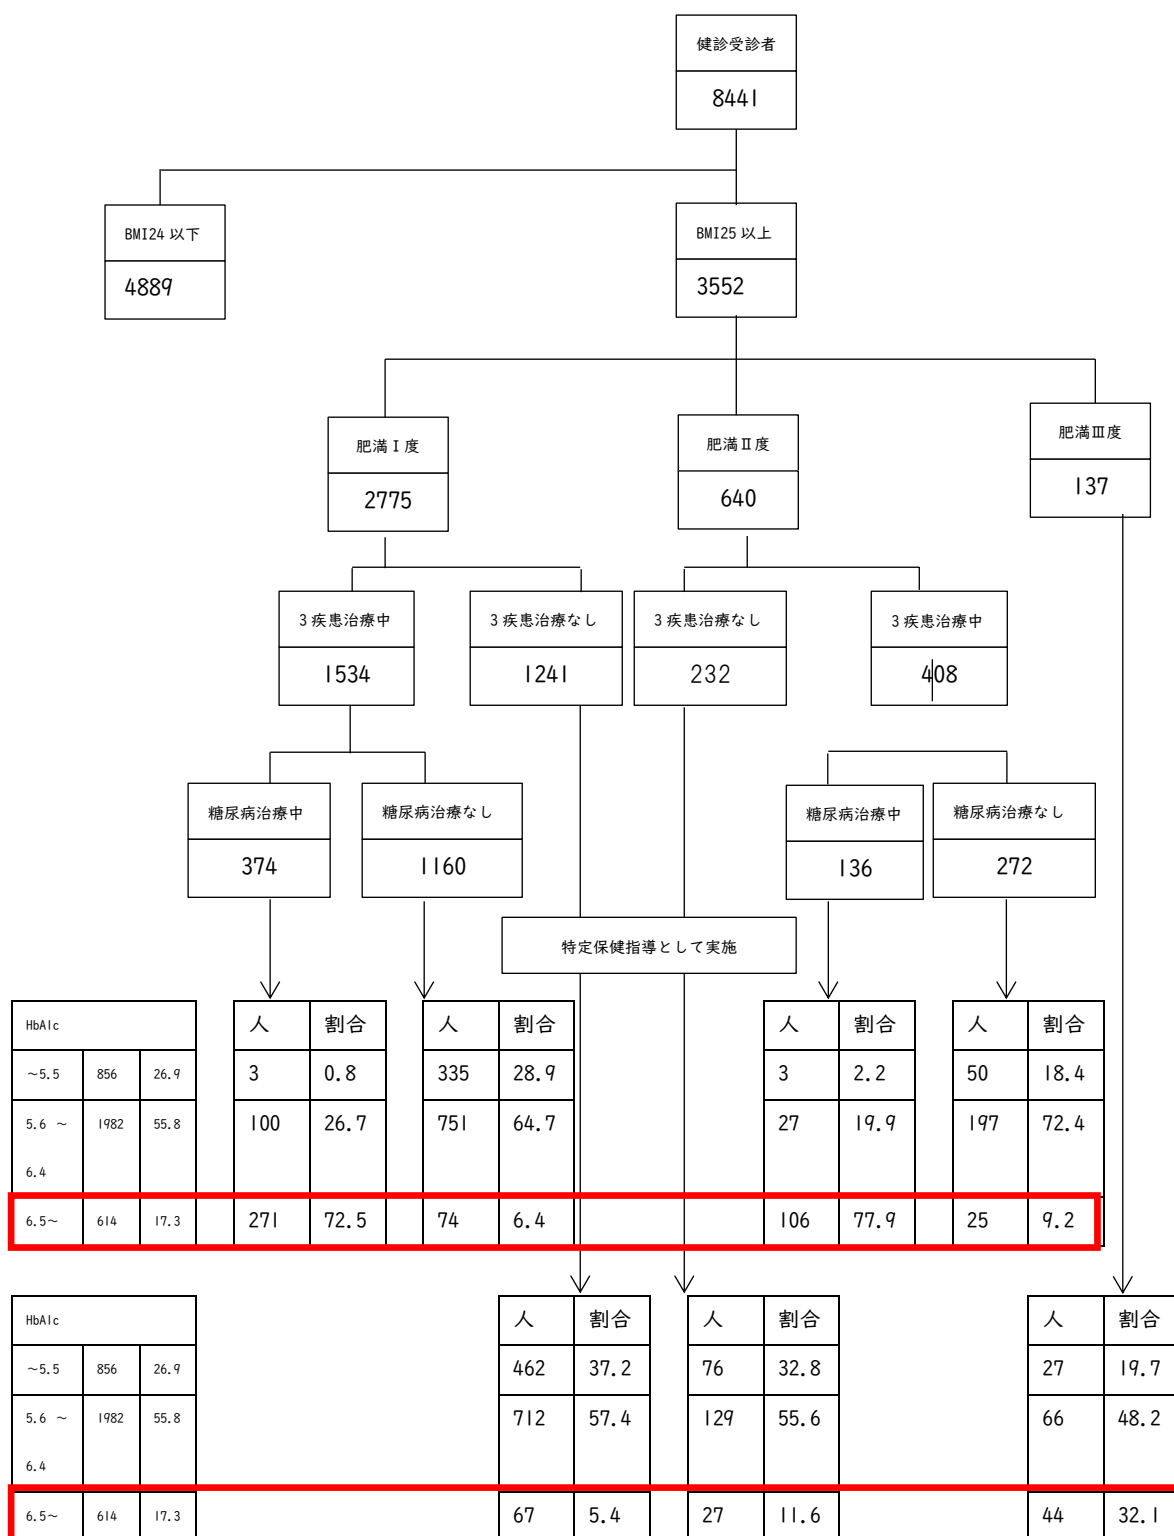 健診受診者
8441
BMI24 以下
4889
BMI25 以上
3552
肥満Ⅰ度
2775
肥満Ⅱ度
640
肥満Ⅲ度
137
3 疾患治療中
1534
3 疾患治療なし
1241
3 疾患治療なし
232
3 疾患治療中
408
糖尿病治療中
374
糖尿病治療なし
1160
糖尿病治療中
136
糖尿病治療なし
272
特定保健指導として実施
HbA1c 人 割合 人 割合 人 割合 人 割合
~5.5 856 26.9 3 0.8 335 28.9 3 2.2 50 18.4
5.6 ~ 1982 55.8 100 26.7 751 64.7 27 19.9 197 72.4
6.4
6.5~ 614 17.3 271 72.5 74 6.4 106 77.9 25 9.2
HbA1c 人 割合 人 割合 人 割合
~5.5 856 26.9 462 37.2 76 32.8 27 19.7
5.6 ~ 1982 55.8 712 57.4 129 55.6 66 48.2
6.4
6.5~ 614 17.3 67 5.4 27 11.6 44 32.1